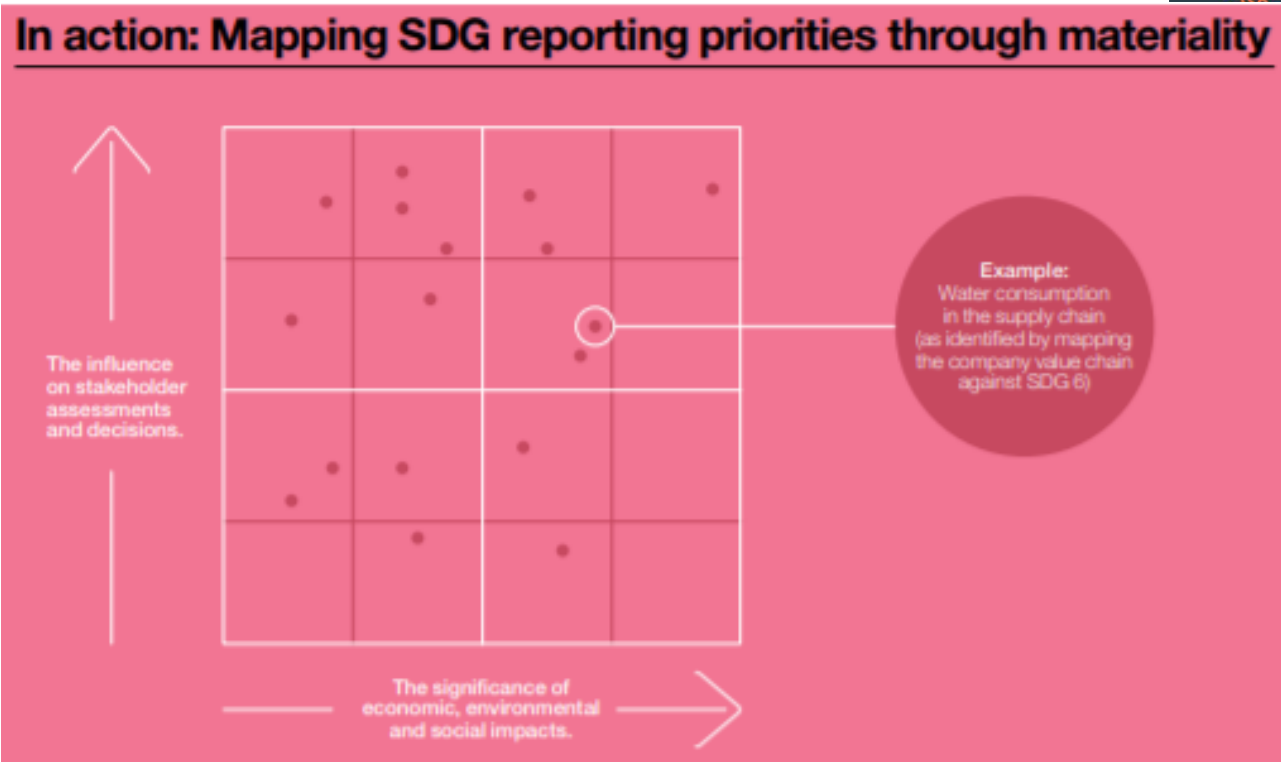 In action: Mapping SDG reporting priorities through materiality
The influence
on stakeholder
assessments
and decisions.
Example:
Water consumption
in the supply chain
(as identified by mapping
the company value chain
against SDG 6)
The significance of
economic, environmental
and social impacts.